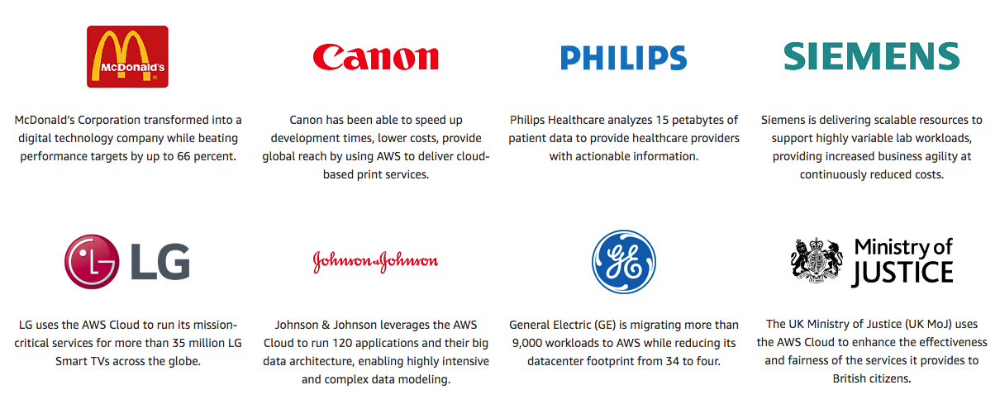 McDonald's
®
Canon
PHILIPS
SIEMENS
McDonald's Corporation transformed into a
digital technology company while beating
performance targets by up to 66 percent.
Canon has been able to speed up
development times, lower costs, provide
global reach by using AWS to deliver cloud-
based print services.
Philips Healthcare analyzes 15 petabytes of
patient data to provide healthcare providers
with actionable information.
Siemens is delivering scalable resources to
support highly variable lab workloads,
providing increased business agility at
continuously reduced costs.
LG
LG
Johnson & Johnson
GE
Ministry of
JUSTICE
LG uses the AWS Cloud to run its mission-
critical services for more than 35 million LG
Smart TVs across the globe.
Johnson & Johnson leverages the AWS
Cloud to run 120 applications and their big
data architecture, enabling highly intensive
and complex data modeling.
General Electric (GE) is migrating more than
9,000 workloads to AWS while reducing its
datacenter footprint from 34 to four.
The UK Ministry of Justice (UK MoJ) uses
the AWS Cloud to enhance the effectiveness
and fairness of the services it provides to
British citizens.